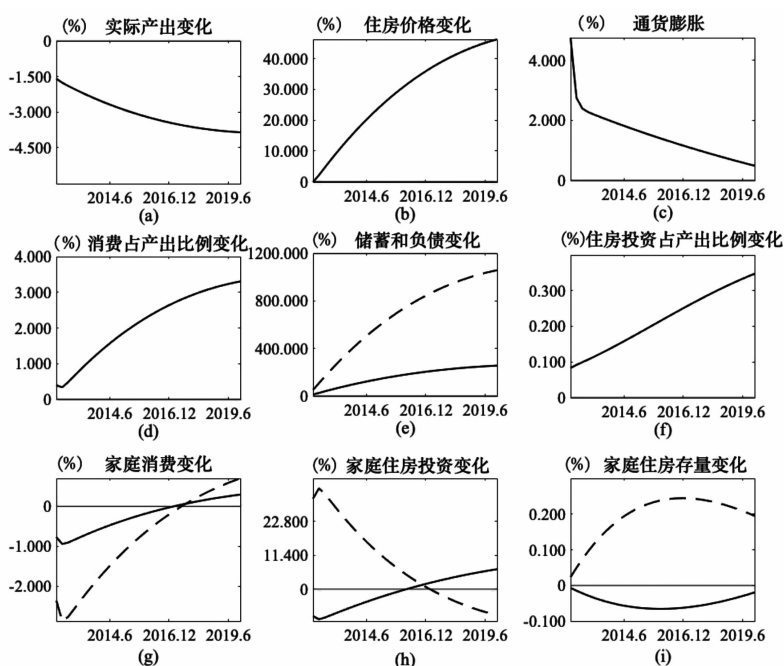 (%) 实际产出变化
0
-1.500
-3.000
-4.500
2014.6 2016.12 2019.6
(a)
(%) 住房价格变化
40.000
30.000
20.000
10.000
0
2014.6 2016.12 2019.6
(b)
(%) 通货膨胀
4.000
2.000
0
2014.6 2016.12 2019.6
(c)
(%) 消费占产出比例变化
4.000
3.000
2.000
1.000
0
2014.6 2016.12 2019.6
(d)
(%) 储蓄和负债变化
1200.000
800.000
400.000
0
2014.6 2016.12 2019.6
(e)
(%)住房投资占产出比例变化
0.300
0.200
0.100
0
2014.6 2016.12 2019.6
(f)
(%) 家庭消费变化
0
-1.000
-2.000
2014.6 2016.12 2019.6
(g)
(%) 家庭住房投资变化
22.800
11.400
0
2014.6 2016.12 2019.6
(h)
(%) 家庭住房存量变化
0.200
0.100
0
-0.100
2014.6 2016.12 2019.6
(i)